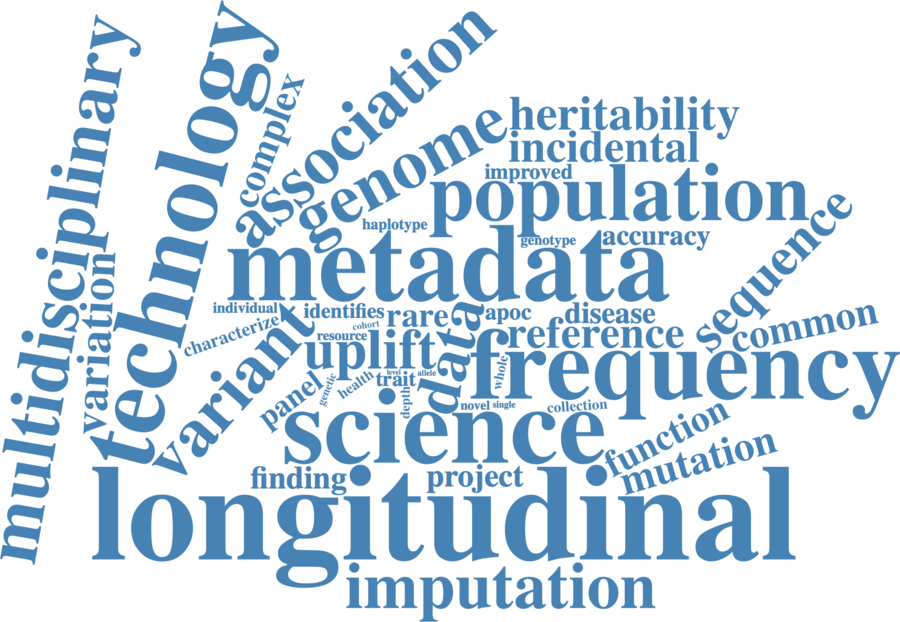 multidisciplinary
technology
complex
association
genome
heritability
incidental
improved
population
haplotype
genotype
accuracy
sequence
metadata
variation
individual
identifies
characterize
variant
cohort
resource
rare
apoc
disease
reference
common
uplift
data
frequency
whole
level
allele
trait
health
genetic
panel
depth
novel
single
collection
science
function
mutation
finding
project
longitudinal
imputation